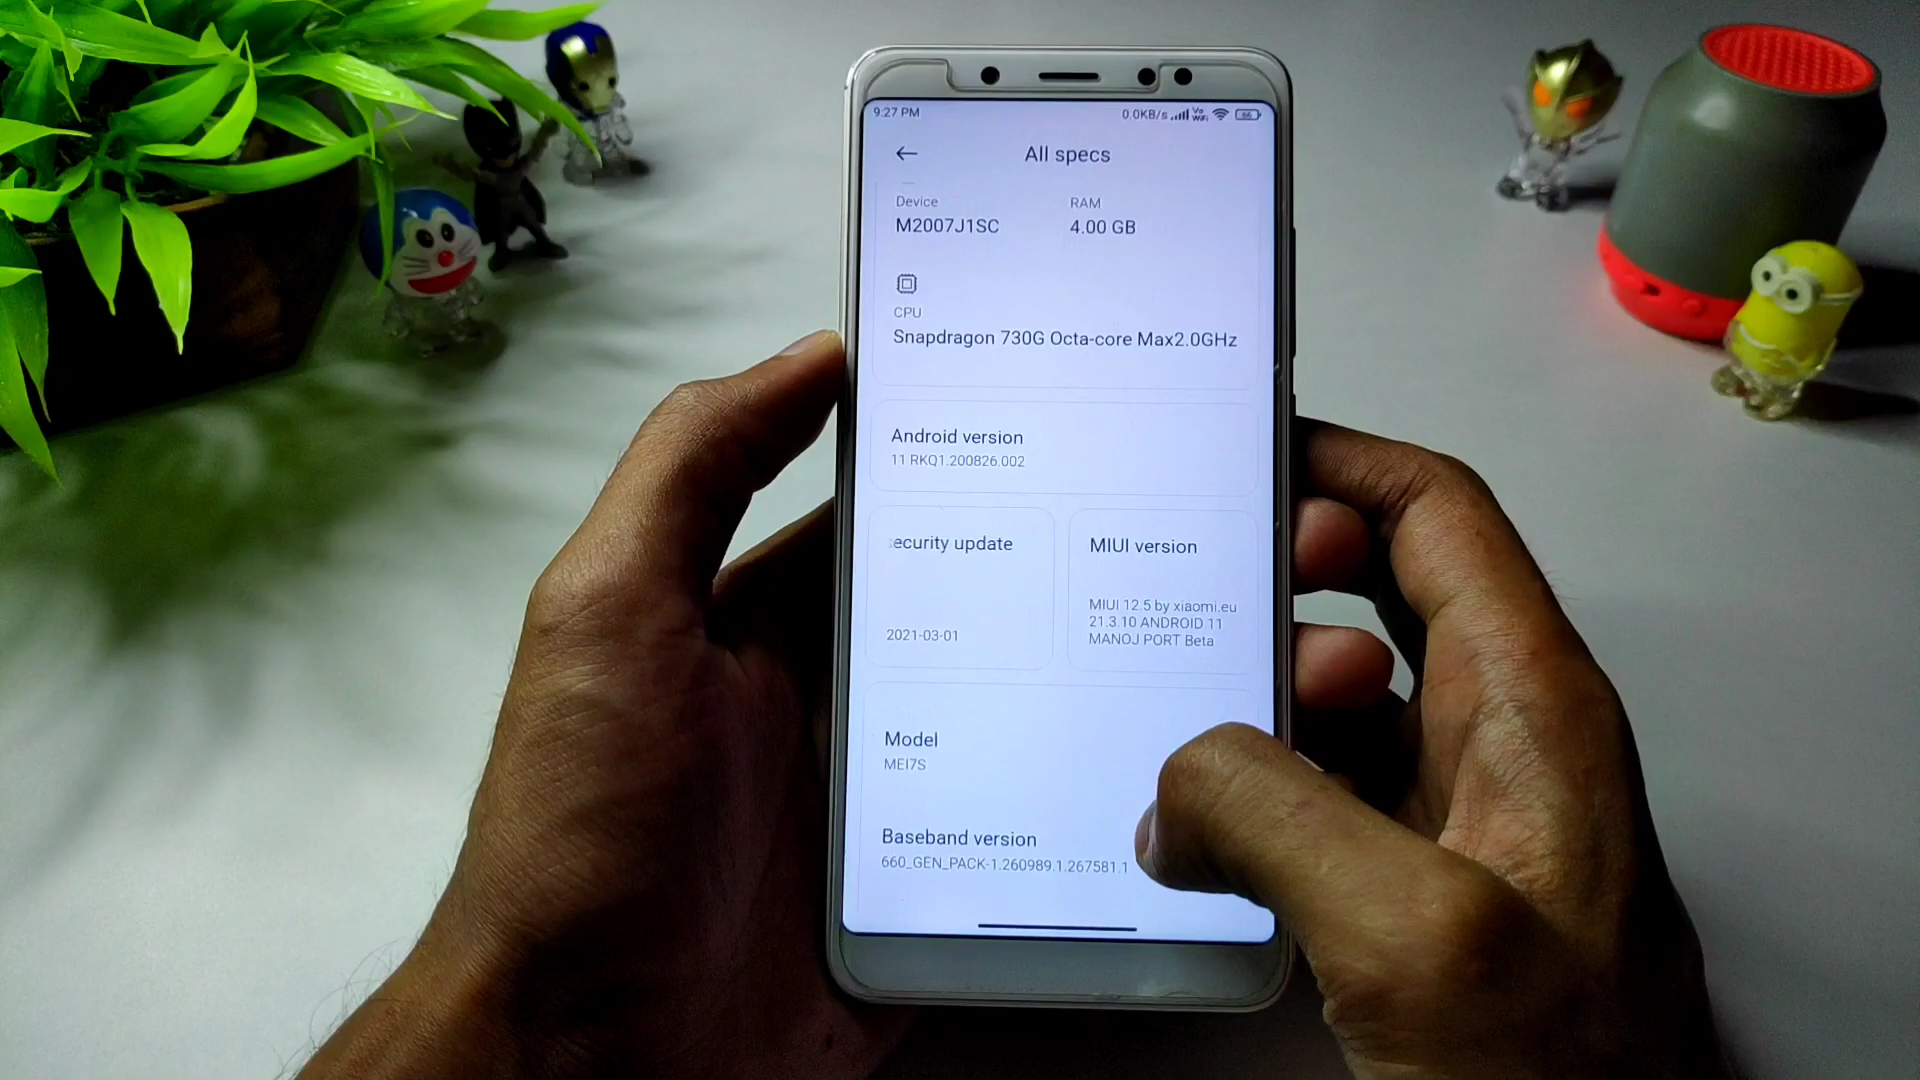 9:27 PM 0.0KB/s Vo WiFi 66
All specs
Device RAM
M2007J1SC 4.00 GB
CPU
Snapdragon 730G Octa-core Max2.0GHz
Android version
11 RKQ1.200826.002
ecurity update
2021-03-01
MIUI version
MIUI 12.5 by xiaomi.eu
21.3.10 ANDROID 11
MANOJ PORT Beta
Model
MEI7S
Baseband version
660_GEN_PACK-1.260989.1.267581.1